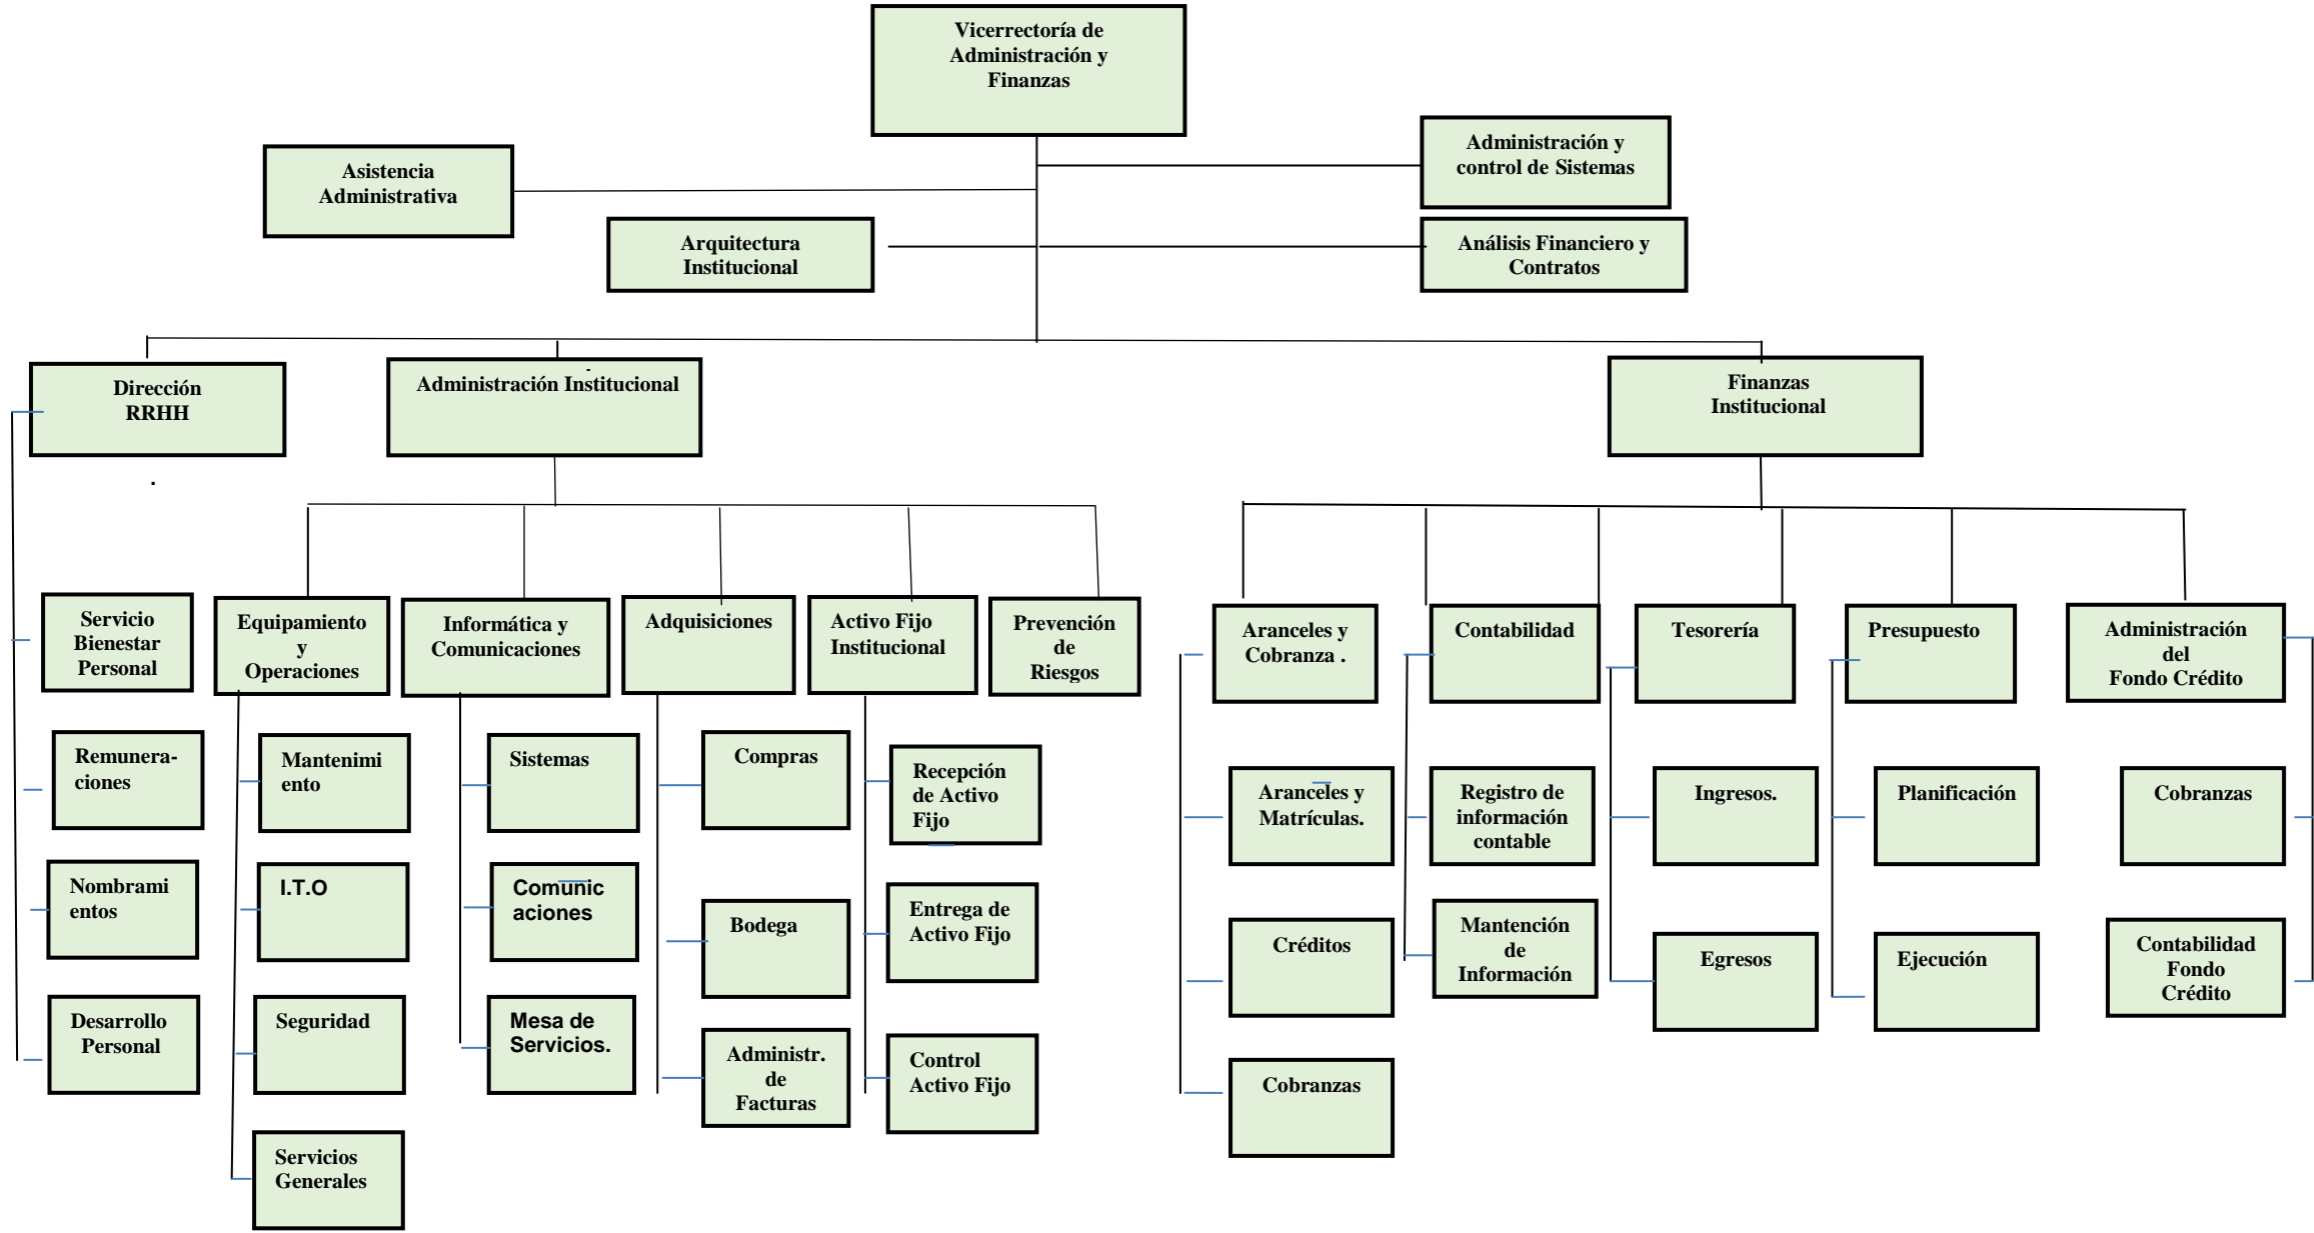 Vicerrectoría de
Administración y
Finanzas
Administración y
control de Sistemas
Asistencia
Administrativa
Arquitectura
Institucional
Análisis Financiero y
Contratos
Dirección
RRHH
.
Administración Institucional
Finanzas
Institucional
Servicio
Bienestar
Personal
Equipamiento
y
Operaciones
Informática y
Comunicaciones
Adquisiciones
Activo Fijo
Institucional
Prevención
de
Riesgos
Aranceles y
Cobranza .
Contabilidad
Tesorería
Presupuesto
Administración
del
Fondo Crédito
Remunera-
ciones
Mantenimi
ento
Sistemas
Compras
Recepción
de Activo
Fijo
Aranceles y
Matrículas.
Registro de
información
contable
Ingresos.
Planificación
Cobranzas
Nombrami
entos
I.T.O
Comunic
aciones
Bodega
Entrega de
Activo Fijo
Créditos
Mantención
de
Información
Egresos
Ejecución
Contabilidad
Fondo
Crédito
Desarrollo
Personal
Seguridad
Mesa de
Servicios.
Administr.
de
Facturas
Control
Activo Fijo
Cobranzas
Servicios
Generales